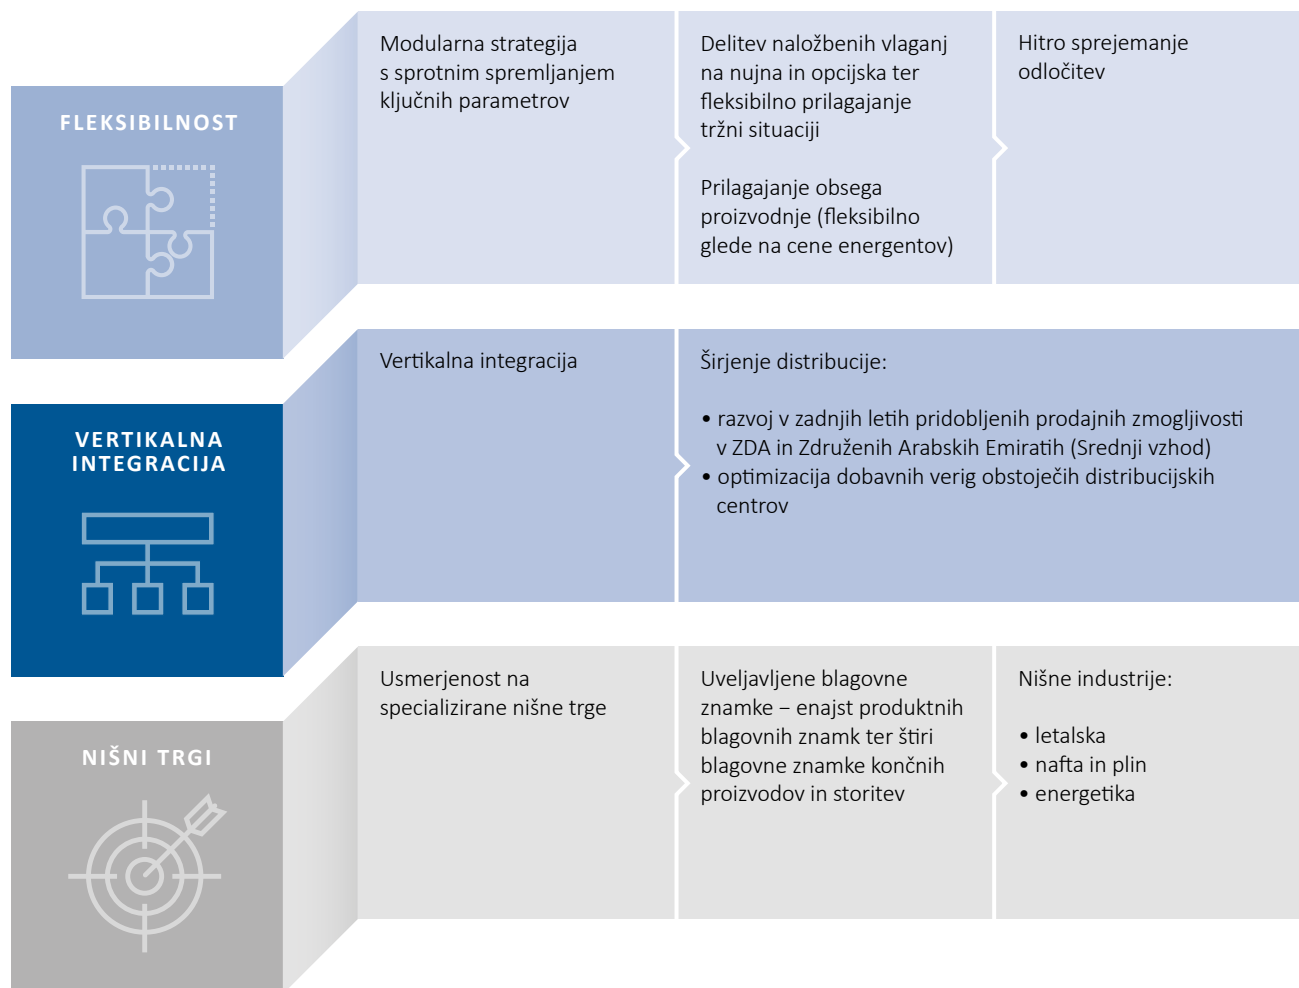 FLEKSIBILNOST
Modularna strategija
s sprotnim spremljanjem
ključnih parametrov
Delitev naložbenih vlaganj
na nujna in opcijska ter
fleksibilno prilagajanje
tržni situaciji
Prilagajanje obsega
proizvodnje (fleksibilno
glede na cene energentov)
Hitro sprejemanje
odločitev
VERTIKALNA
INTEGRACIJA
Vertikalna integracija
Širjenje distribucije:
• razvoj v zadnjih letih pridobljenih prodajnih zmogljivosti
v ZDA in Združenih Arabskih Emiratih (Srednji vzhod)
• optimizacija dobavnih verig obstoječih distribucijskih
centrov
NIŠNI TRGI
Usmerjenost na
specializirane nišne trge
Uveljavljene blagovne
znamke – enajst produktnih
blagovnih znamk ter štiri
blagovne znamke končnih
proizvodov in storitev
Nišne industrije:
• letalska
• nafta in plin
• energetika